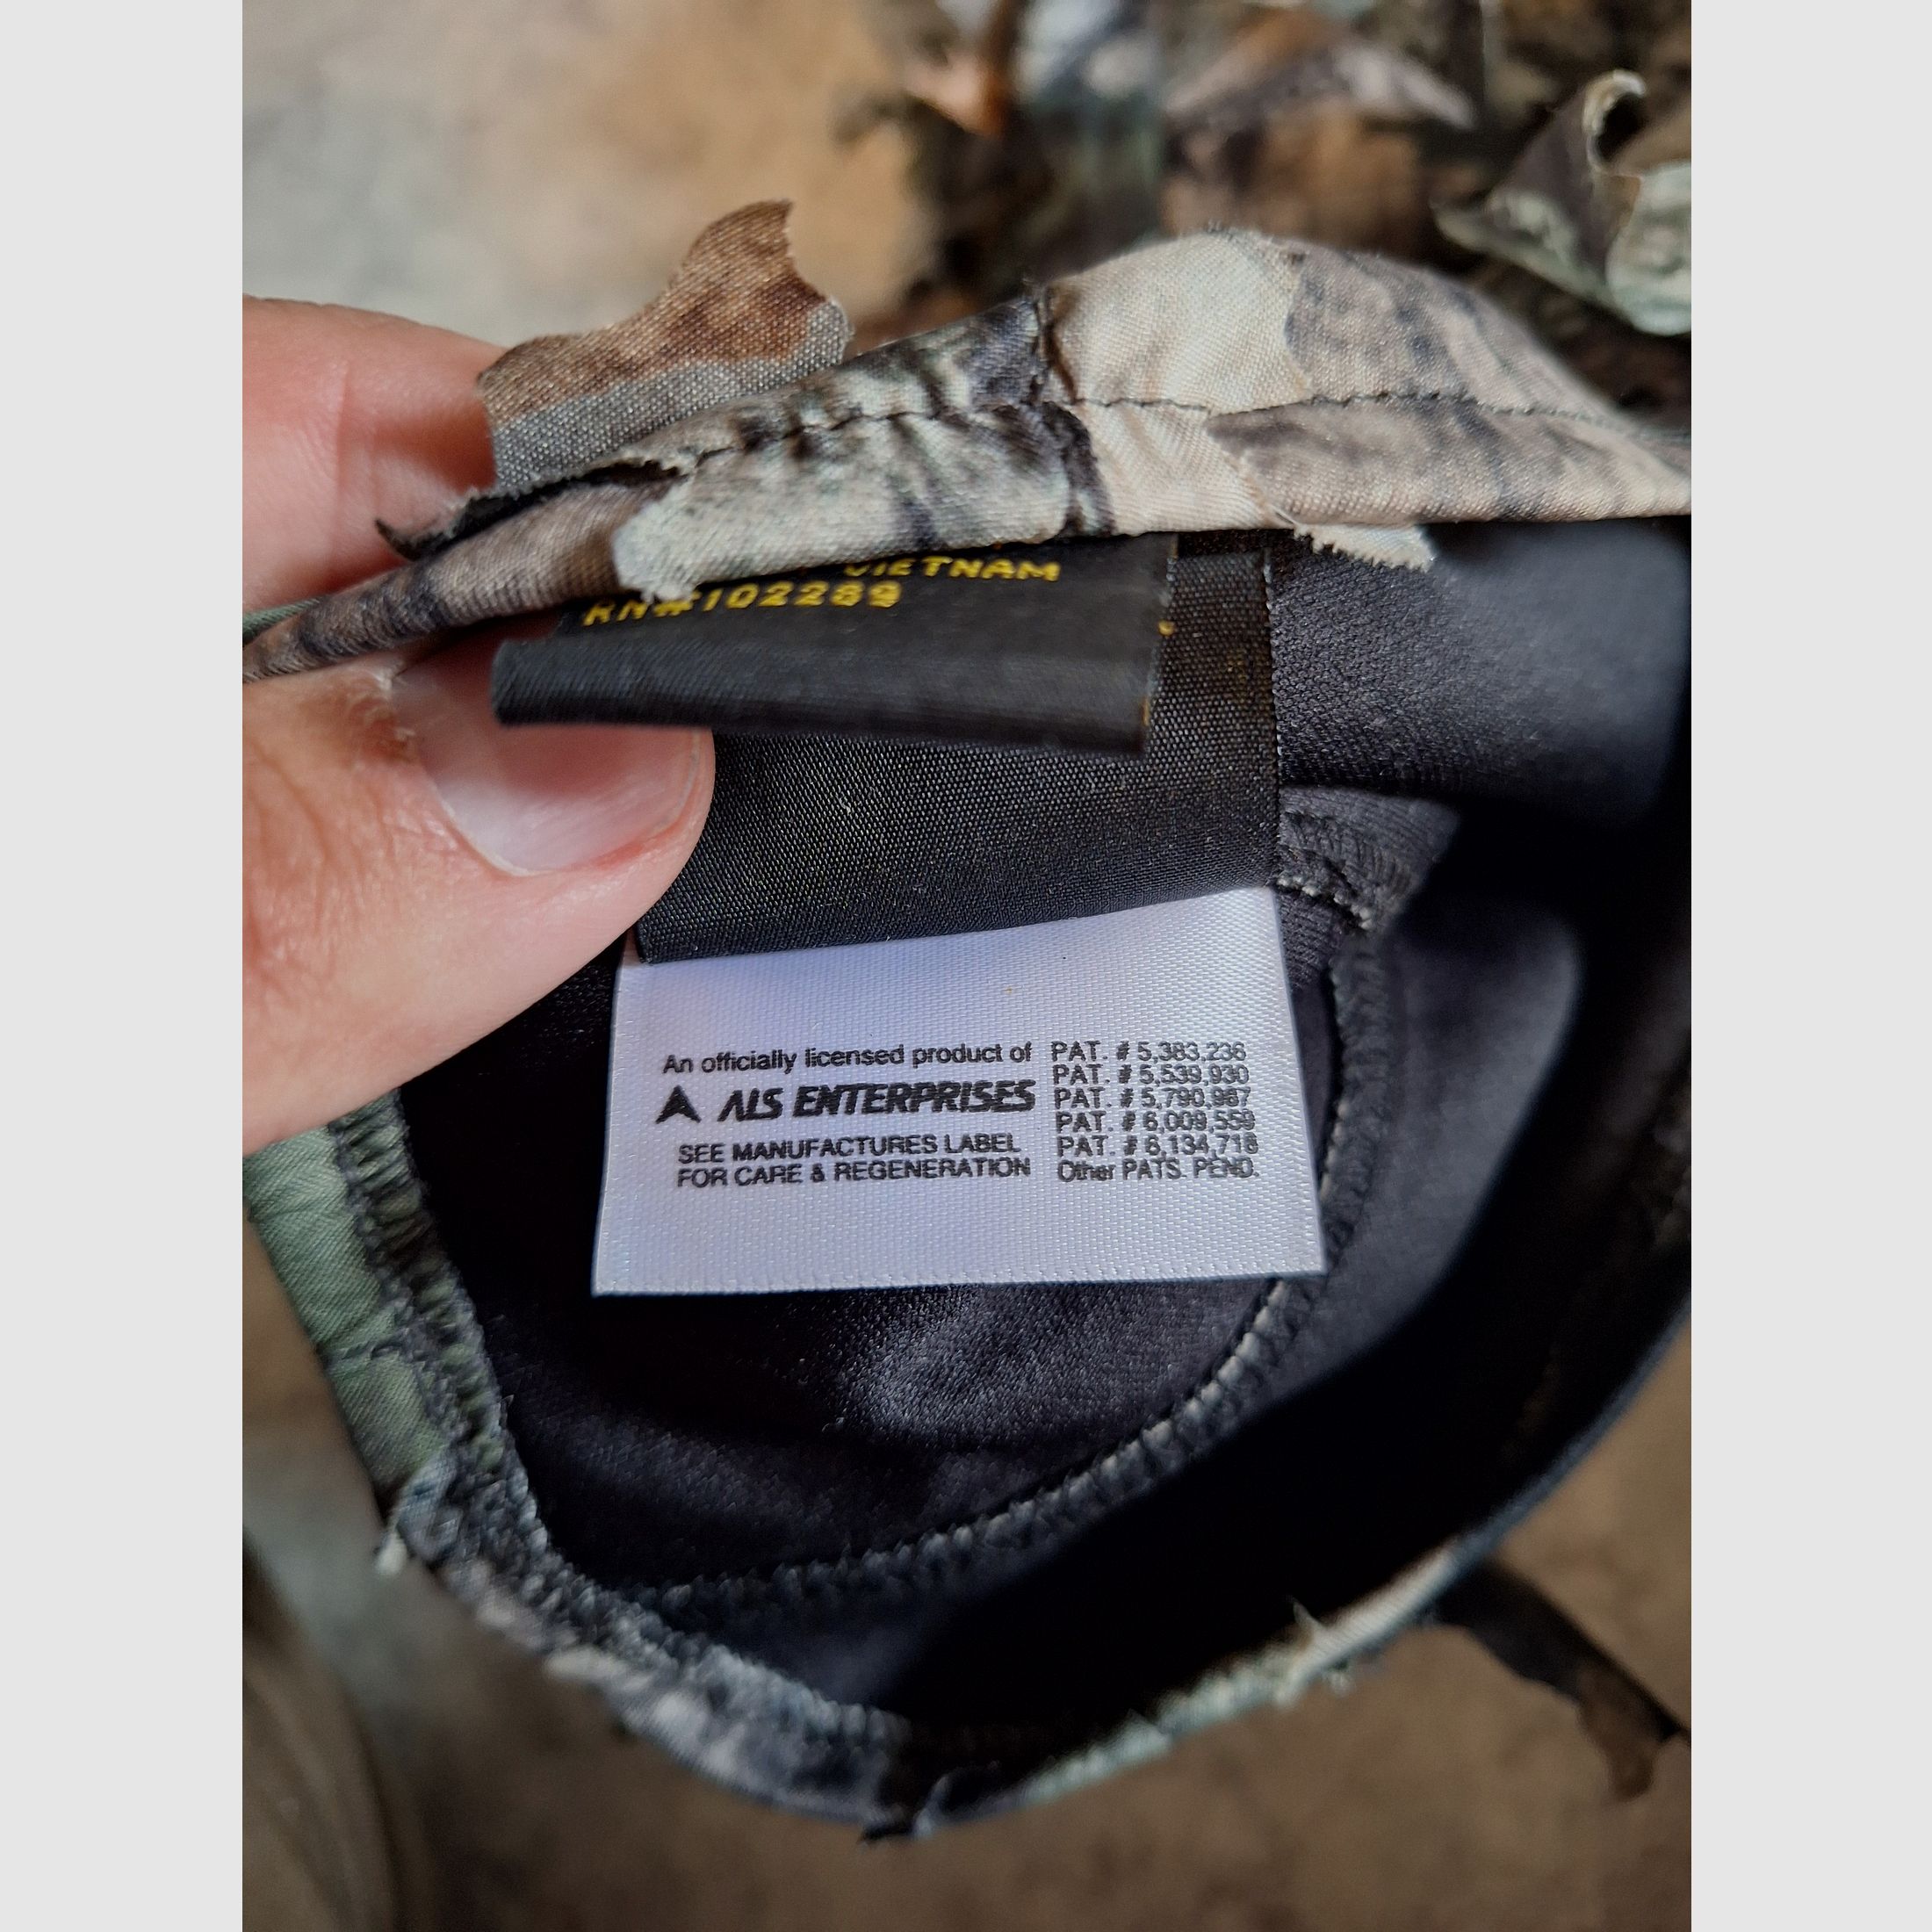 VIETNAM
RN#102289
An officially licensed product of
ALS ENTERPRISES
SEE MANUFACTURES LABEL
FOR CARE & REGENERATION
PAT. # 5,383,236
PAT. # 5,539,930
PAT. # 5,790,987
PAT. # 6,009,559
PAT. # 6,134,718
Other PATS. PEND.